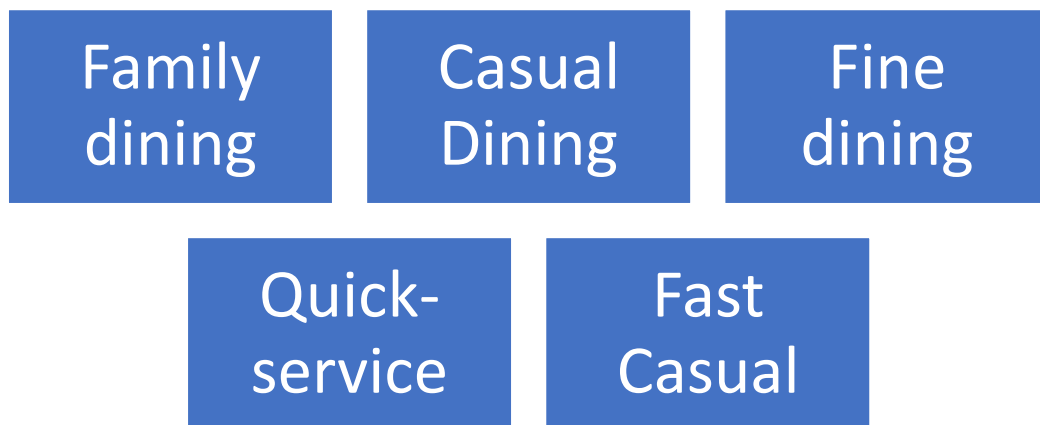 Family
dining
Casual
Dining
Fine
dining
Quick-
service
Fast
Casual